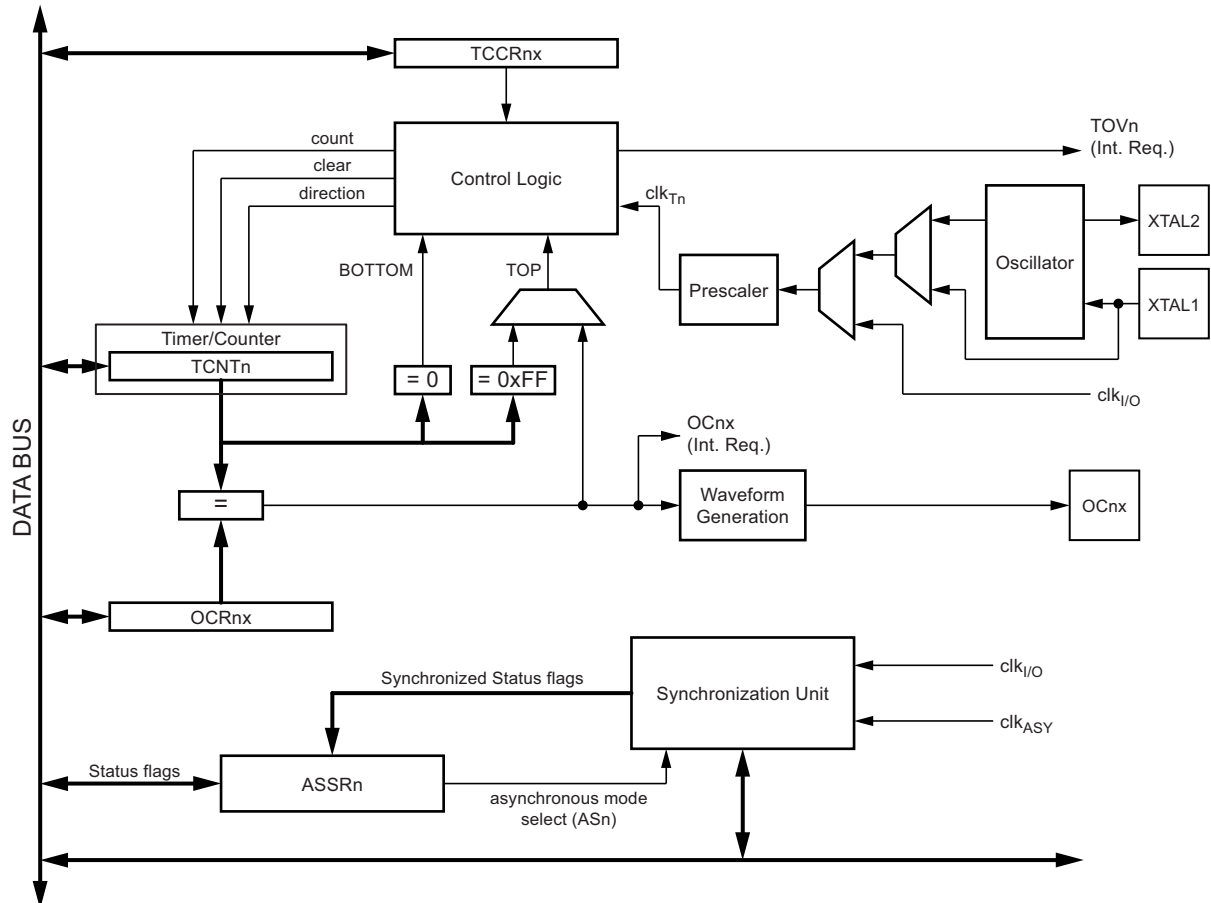 TCCRnx
TOVn
(Int. Req.)
count
clear
direction
Control Logic
clkTn
XTAL2
Oscillator
XTAL1
BOTTOM
TOP
Prescaler
Timer/Counter
TCNTn
= 0
= 0xFF
clkI/O
OCnx
(Int. Req.)
DATA BUS
=
Waveform
Generation
OCnx
OCRnx
Synchronized Status flags
Synchronization Unit
clkI/O
clkASY
Status flags
ASSRn
asynchronous mode
select (ASn)